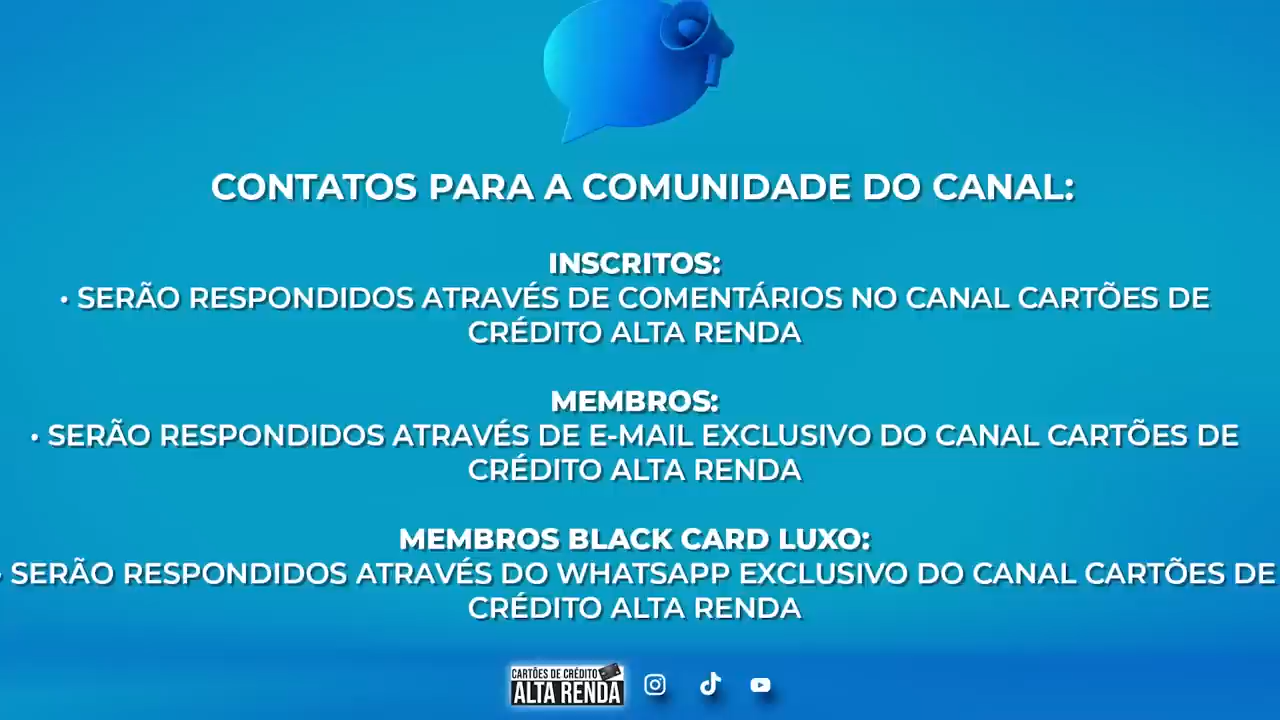 CONTATOS PARA A COMUNIDADE DO CANAL:
INSCRITOS:
• SERÃO RESPONDIDOS ATRAVÉS DE COMENTÁRIOS NO CANAL CARTÕES DE
CRÉDITO ALTA RENDA
MEMBROS:
• SERÃO RESPONDIDOS ATRAVÉS DE E-MAIL EXCLUSIVO DO CANAL CARTÕES DE
CRÉDITO ALTA RENDA
MEMBROS BLACK CARD LUXO:
• SERÃO RESPONDIDOS ATRAVÉS DO WHATSAPP EXCLUSIVO DO CANAL CARTÕES DE
CRÉDITO ALTA RENDA
CARTÕES DE CRÉDITO
ALTA RENDA